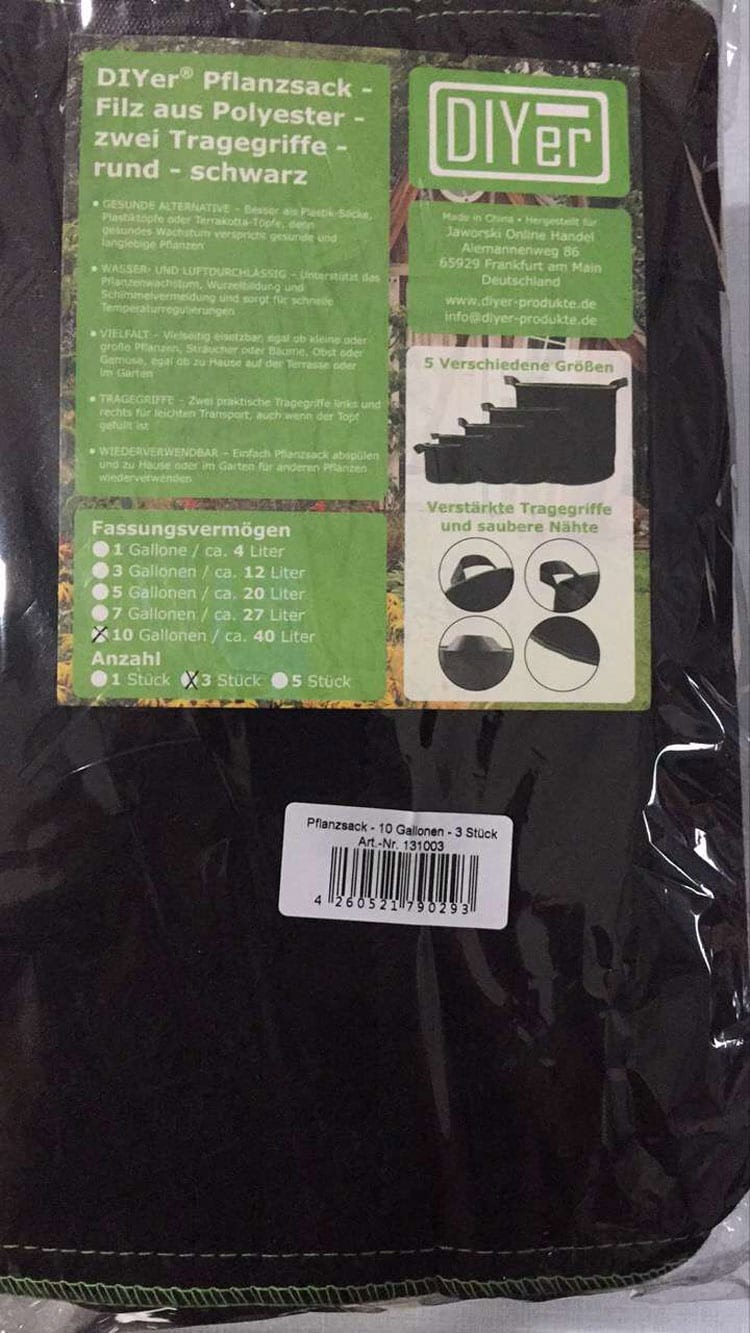 DIYer® Pflanzsack -
Filz aus Polyester -
zwei Tragegriffe -
rund - schwarz
• GESUNDE ALTERNATIVE - Besser als Plastik-Säcke,
Plastiktöpfe oder Terrakotta-Töpfe, denn
gesundes Wachstum verspricht gesunde und
langlebige Pflanzen
• WASSER- UND LUFTDURCHLÄSSIG - Unterstützt das
Pflanzenwachstum, Wurzelbildung und
Schimmelvermeidung und sorgt für schnelle
Temperaturregulierungen
• VIELFALT - Vielseitig eisetzbar, egal ob kleine oder
große Pflanzen, Sträucher oder Bäume, Obst oder
Gemüse, egal ob zu Hause auf der Terrasse oder
im Garten
• TRAGEGRIFFE - Zwei praktische Tragegriffe links und
rechts für leichten Transport, auch wenn der Topf
gefüllt ist
• WIEDERVERWENDBAR - Einfach Pflanzsack abspülen
und zu Hause oder im Garten für anderen Pflanzen
wiederverwenden
Fassungsvermögen
1 Gallone / ca. 4 Liter
3 Gallonen / ca. 12 Liter
5 Gallonen / ca. 20 Liter
7 Gallonen / ca. 27 Liter
10 Gallonen / ca. 40 Liter
Anzahl
1 Stück 3 Stück 5 Stück
DIYer
Made in China • Hergestellt für
Jaworski Online Handel
Alemannenweg 86
65929 Frankfurt am Main
Deutschland
www.diyer-produkte.de
info@diyer-produkte.de
5 Verschiedene Größen
Verstärkte Tragegriffe
und saubere Nähte
Pflanzsack - 10 Gallonen - 3 Stück
Art.-Nr. 131003
4 260521 790293